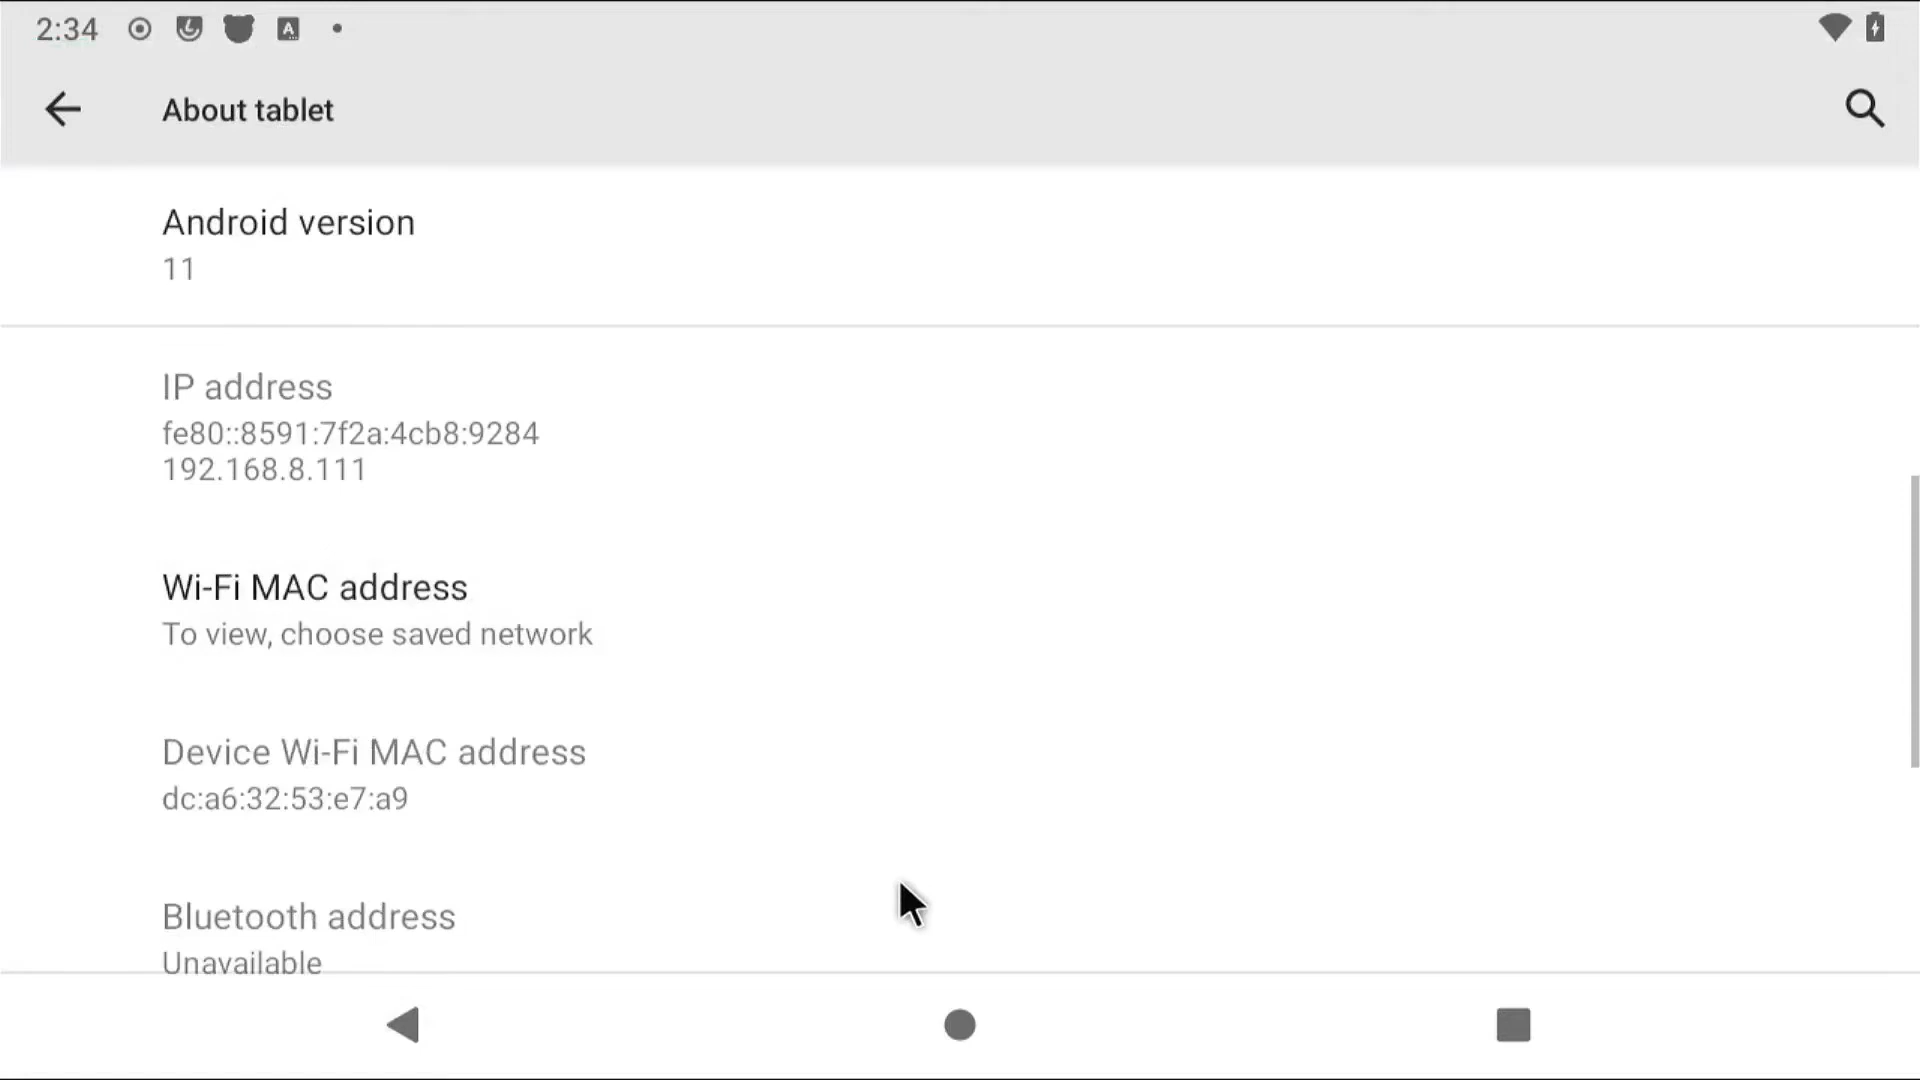 2:34
About tablet
Android version
11
IP address
fe80::8591:7f2a:4cb8:9284
192.168.8.111
Wi-Fi MAC address
To view, choose saved network
Device Wi-Fi MAC address
dc:a6:32:53:e7:a9
Bluetooth address
Unavailable